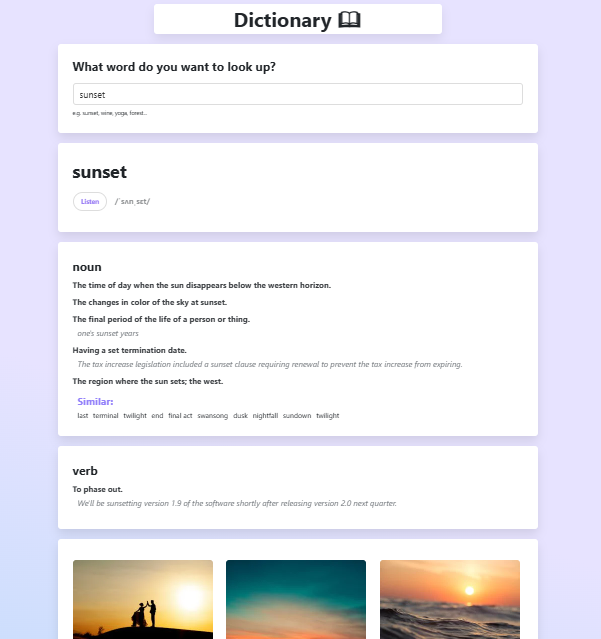 Dictionary 📖
What word do you want to look up?
sunset
e.g. sunset, wine, yoga, forest...
sunset
Listen /ˈsʌnˌsɛt/
noun
The time of day when the sun disappears below the western horizon.
The changes in color of the sky at sunset.
The final period of the life of a person or thing.
one's sunset years
Having a set termination date.
The tax increase legislation included a sunset clause requiring renewal to prevent the tax increase from expiring.
The region where the sun sets; the west.
Similar:
last terminal twilight end final act swansong dusk nightfall sundown twilight
verb
To phase out.
We'll be sunsetting version 1.9 of the software shortly after releasing version 2.0 next quarter.